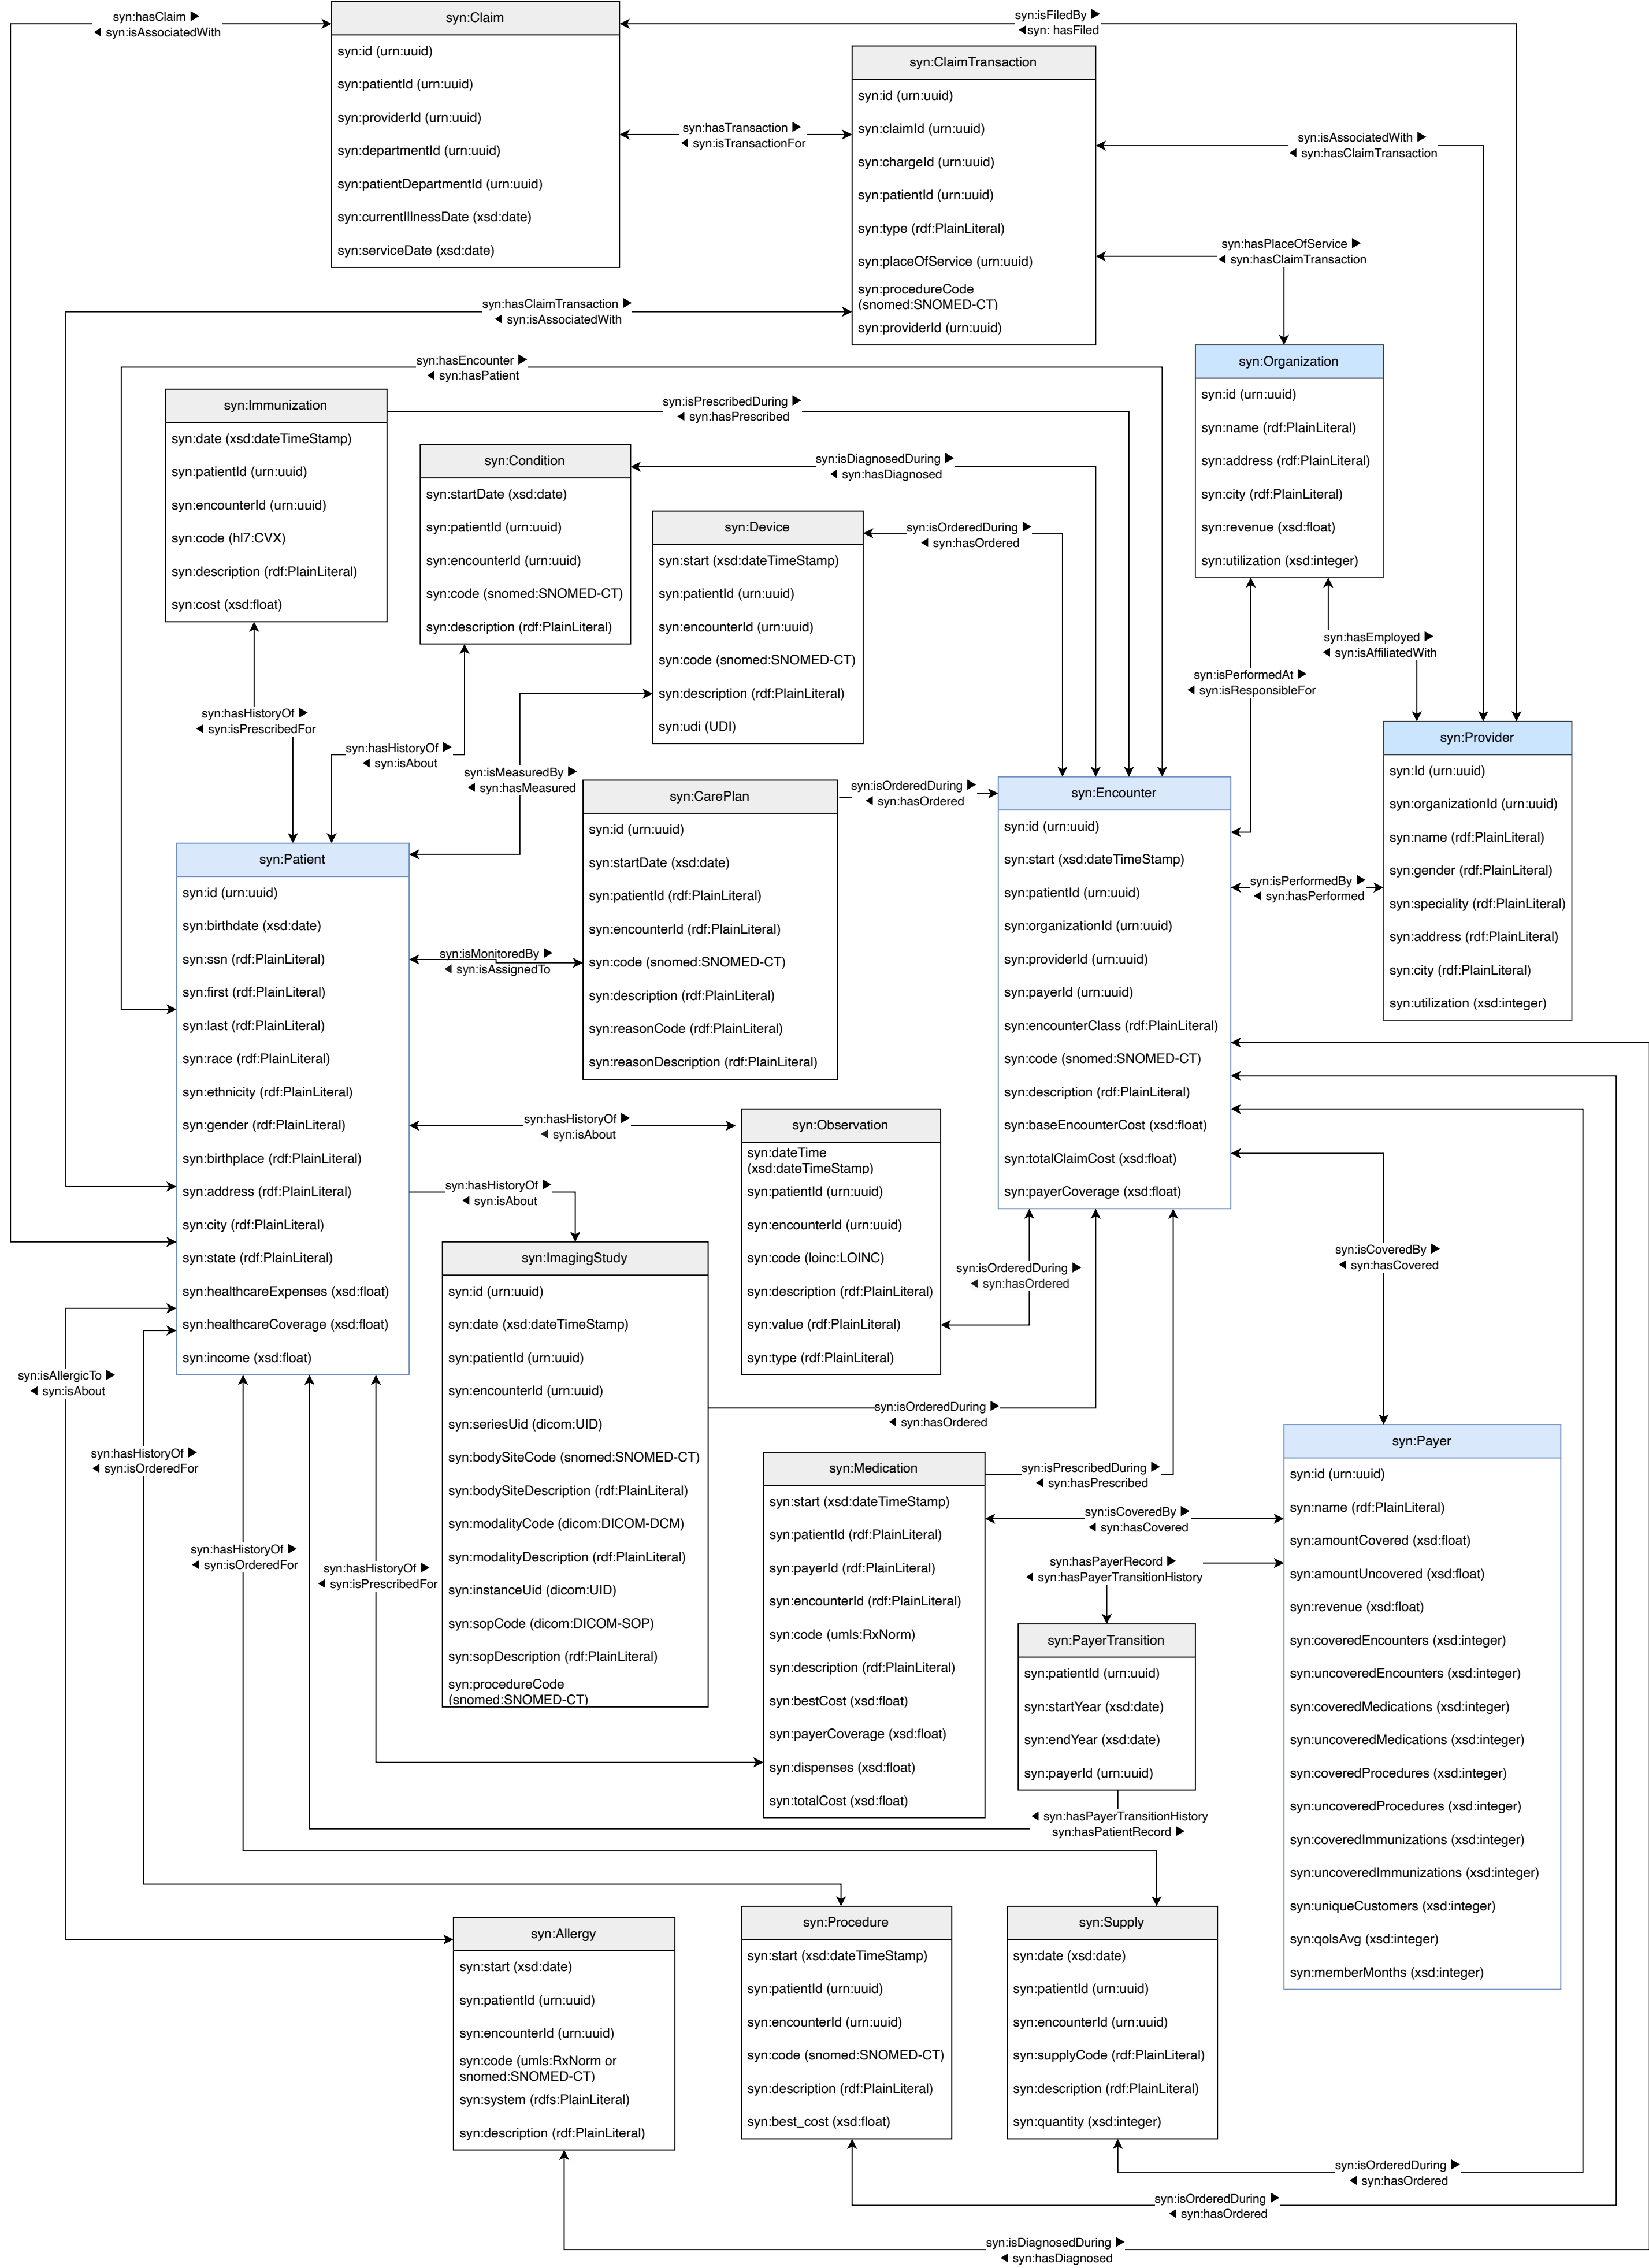 syn:hasClaim ▶
◀ syn:isAssociatedWith
syn:Claim
syn:id (urn:uuid)
syn:patientId (urn:uuid)
syn:providerId (urn:uuid)
syn:departmentId (urn:uuid)
syn:patientDepartmentId (urn:uuid)
syn:currentIllnessDate (xsd:date)
syn:serviceDate (xsd:date)
syn:isFiledBy ▶
◀syn: hasFiled
syn:hasTransaction ▶
◀ syn:isTransactionFor
syn:ClaimTransaction
syn:id (urn:uuid)
syn:claimId (urn:uuid)
syn:chargeId (urn:uuid)
syn:patientId (urn:uuid)
syn:type (rdf:PlainLiteral)
syn:placeOfService (urn:uuid)
syn:procedureCode
(snomed:SNOMED-CT)
syn:providerId (urn:uuid)
syn:isAssociatedWith ▶
◀ syn:hasClaimTransaction
syn:hasPlaceOfService ▶
◀ syn:hasClaimTransaction
syn:hasClaimTransaction ▶
◀ syn:isAssociatedWith
syn:hasEncounter ▶
◀ syn:hasPatient
syn:Organization
syn:id (urn:uuid)
syn:name (rdf:PlainLiteral)
syn:address (rdf:PlainLiteral)
syn:city (rdf:PlainLiteral)
syn:revenue (xsd:float)
syn:utilization (xsd:integer)
syn:Immunization
syn:date (xsd:dateTimeStamp)
syn:patientId (urn:uuid)
syn:encounterId (urn:uuid)
syn:code (hl7:CVX)
syn:description (rdf:PlainLiteral)
syn:cost (xsd:float)
syn:isPrescribedDuring ▶
◀ syn:hasPrescribed
syn:Condition
syn:startDate (xsd:date)
syn:patientId (urn:uuid)
syn:encounterId (urn:uuid)
syn:code (snomed:SNOMED-CT)
syn:description (rdf:PlainLiteral)
syn:isDiagnosedDuring ▶
◀ syn:hasDiagnosed
syn:Device
syn:start (xsd:dateTimeStamp)
syn:patientId (urn:uuid)
syn:encounterId (urn:uuid)
syn:code (snomed:SNOMED-CT)
syn:description (rdf:PlainLiteral)
syn:udi (UDI)
syn:isOrderedDuring ▶
◀ syn:hasOrdered
syn:hasEmployed ▶
◀ syn:isAffiliatedWith
syn:isPerformedAt ▶
◀ syn:isResponsibleFor
syn:hasHistoryOf ▶
◀ syn:isPrescribedFor
syn:hasHistoryOf ▶
◀ syn:isAbout
syn:isMeasuredBy ▶
◀ syn:hasMeasured
syn:Provider
syn:Id (urn:uuid)
syn:organizationId (urn:uuid)
syn:name (rdf:PlainLiteral)
syn:gender (rdf:PlainLiteral)
syn:speciality (rdf:PlainLiteral)
syn:address (rdf:PlainLiteral)
syn:city (rdf:PlainLiteral)
syn:utilization (xsd:integer)
syn:CarePlan
syn:id (urn:uuid)
syn:startDate (xsd:date)
syn:patientId (rdf:PlainLiteral)
syn:encounterId (rdf:PlainLiteral)
syn:code (snomed:SNOMED-CT)
syn:description (rdf:PlainLiteral)
syn:reasonCode (rdf:PlainLiteral)
syn:reasonDescription (rdf:PlainLiteral)
syn:isOrderedDuring ▶
◀ syn:hasOrdered
syn:Encounter
syn:id (urn:uuid)
syn:start (xsd:dateTimeStamp)
syn:patientId (urn:uuid)
syn:organizationId (urn:uuid)
syn:providerId (urn:uuid)
syn:payerId (urn:uuid)
syn:encounterClass (rdf:PlainLiteral)
syn:code (snomed:SNOMED-CT)
syn:description (rdf:PlainLiteral)
syn:baseEncounterCost (xsd:float)
syn:totalClaimCost (xsd:float)
syn:payerCoverage (xsd:float)
syn:isPerformedBy ▶
◀ syn:hasPerformed
syn:Patient
syn:id (urn:uuid)
syn:birthdate (xsd:date)
syn:ssn (rdf:PlainLiteral)
syn:first (rdf:PlainLiteral)
syn:last (rdf:PlainLiteral)
syn:race (rdf:PlainLiteral)
syn:ethnicity (rdf:PlainLiteral)
syn:gender (rdf:PlainLiteral)
syn:birthplace (rdf:PlainLiteral)
syn:address (rdf:PlainLiteral)
syn:city (rdf:PlainLiteral)
syn:state (rdf:PlainLiteral)
syn:healthcareExpenses (xsd:float)
syn:healthcareCoverage (xsd:float)
syn:income (xsd:float)
syn:isMonitoredBy ▶
◀ syn:isAssignedTo
syn:hasHistoryOf ▶
◀ syn:isAbout
syn:Observation
syn:dateTime
(xsd:dateTimeStamp)
syn:patientId (urn:uuid)
syn:encounterId (urn:uuid)
syn:code (loinc:LOINC)
syn:description (rdf:PlainLiteral)
syn:value (rdf:PlainLiteral)
syn:type (rdf:PlainLiteral)
syn:hasHistoryOf ▶
◀ syn:isAbout
syn:isOrderedDuring ▶
◀ syn:hasOrdered
syn:isCoveredBy ▶
◀ syn:hasCovered
syn:ImagingStudy
syn:id (urn:uuid)
syn:date (xsd:dateTimeStamp)
syn:patientId (urn:uuid)
syn:encounterId (urn:uuid)
syn:seriesUid (dicom:UID)
syn:bodySiteCode (snomed:SNOMED-CT)
syn:bodySiteDescription (rdf:PlainLiteral)
syn:modalityCode (dicom:DICOM-DCM)
syn:modalityDescription (rdf:PlainLiteral)
syn:instanceUid (dicom:UID)
syn:sopCode (dicom:DICOM-SOP)
syn:sopDescription (rdf:PlainLiteral)
syn:procedureCode
(snomed:SNOMED-CT)
syn:isOrderedDuring ▶
◀ syn:hasOrdered
syn:isAllergicTo ▶
◀ syn:isAbout
syn:hasHistoryOf ▶
◀ syn:isOrderedFor
syn:hasHistoryOf ▶
◀ syn:isOrderedFor
syn:hasHistoryOf ▶
◀ syn:isPrescribedFor
syn:Medication
syn:start (xsd:dateTimeStamp)
syn:patientId (rdf:PlainLiteral)
syn:payerId (rdf:PlainLiteral)
syn:encounterId (rdf:PlainLiteral)
syn:code (umls:RxNorm)
syn:description (rdf:PlainLiteral)
syn:bestCost (xsd:float)
syn:payerCoverage (xsd:float)
syn:dispenses (xsd:float)
syn:totalCost (xsd:float)
syn:isPrescribedDuring ▶
◀ syn:hasPrescribed
syn:isCoveredBy ▶
◀ syn:hasCovered
syn:hasPayerRecord ▶
◀ syn:hasPayerTransitionHistory
syn:PayerTransition
syn:patientId (urn:uuid)
syn:startYear (xsd:date)
syn:endYear (xsd:date)
syn:payerId (urn:uuid)
◀ syn:hasPayerTransitionHistory
syn:hasPatientRecord ▶
syn:Payer
syn:id (urn:uuid)
syn:name (rdf:PlainLiteral)
syn:amountCovered (xsd:float)
syn:amountUncovered (xsd:float)
syn:revenue (xsd:float)
syn:coveredEncounters (xsd:integer)
syn:uncoveredEncounters (xsd:integer)
syn:coveredMedications (xsd:integer)
syn:uncoveredMedications (xsd:integer)
syn:coveredProcedures (xsd:integer)
syn:uncoveredProcedures (xsd:integer)
syn:coveredImmunizations (xsd:integer)
syn:uncoveredImmunizations (xsd:integer)
syn:uniqueCustomers (xsd:integer)
syn:qolsAvg (xsd:integer)
syn:memberMonths (xsd:integer)
syn:Allergy
syn:start (xsd:date)
syn:patientId (urn:uuid)
syn:encounterId (urn:uuid)
syn:code (umls:RxNorm or
snomed:SNOMED-CT)
syn:system (rdfs:PlainLiteral)
syn:description (rdf:PlainLiteral)
syn:Procedure
syn:start (xsd:dateTimeStamp)
syn:patientId (urn:uuid)
syn:encounterId (urn:uuid)
syn:code (snomed:SNOMED-CT)
syn:description (rdf:PlainLiteral)
syn:best_cost (xsd:float)
syn:Supply
syn:date (xsd:date)
syn:patientId (urn:uuid)
syn:encounterId (urn:uuid)
syn:supplyCode (rdf:PlainLiteral)
syn:description (rdf:PlainLiteral)
syn:quantity (xsd:integer)
syn:isOrderedDuring ▶
◀ syn:hasOrdered
syn:isOrderedDuring ▶
◀ syn:hasOrdered
syn:isDiagnosedDuring ▶
◀ syn:hasDiagnosed